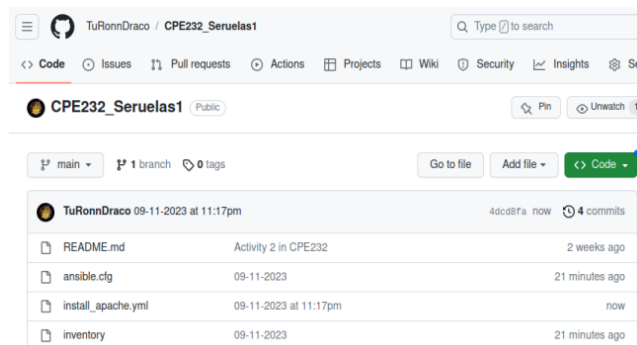 TuRonnDraco / CPE232_Seruelas1
Type / to search
Code Issues Pull requests Actions Projects Wiki Security Insights
CPE232_Seruelas1 Public
Pin Unwatch
main 1 branch 0 tags
Go to file Add file Code
TuRonnDraco 09-11-2023 at 11:17pm 4dcd8fa now 4 commits
README.md Activity 2 in CPE232 2 weeks ago
ansible.cfg 09-11-2023 21 minutes ago
install_apache.yml 09-11-2023 at 11:17pm now
inventory 09-11-2023 21 minutes ago